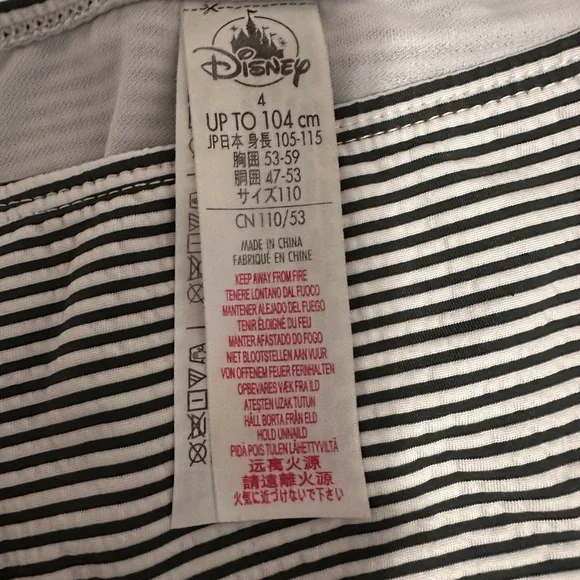 Disney
4
UP TO 104 cm
JP日本 身長 105-115
胸囲 53-59
胴囲 47-53
サイズ110
CN 110/53
MADE IN CHINA
FABRIQUÉ EN CHINE
KEEP AWAY FROM FIRE
TENERE LONTANO DAL FUOCO
MANTENER ALEJADO DEL FUEGO
TENIR ÉLOIGNÉ DU FEU
MANTER AFASTADO DO FOGO
NIET BLOOTSTELLEN AAN VUUR
VON OFFENEM FEUER FERNHALTEN
OPBEVARES VÆK FRA ILD
ATEŞTEN UZAK TUTUN
HÅLL BORTA FRÅN ELD
HOLD UNNAILD
PIDÄ POIS TULEN LÄHETTYVILTÄ
远离火源
請遠離火源
火気に近づけないで下さい